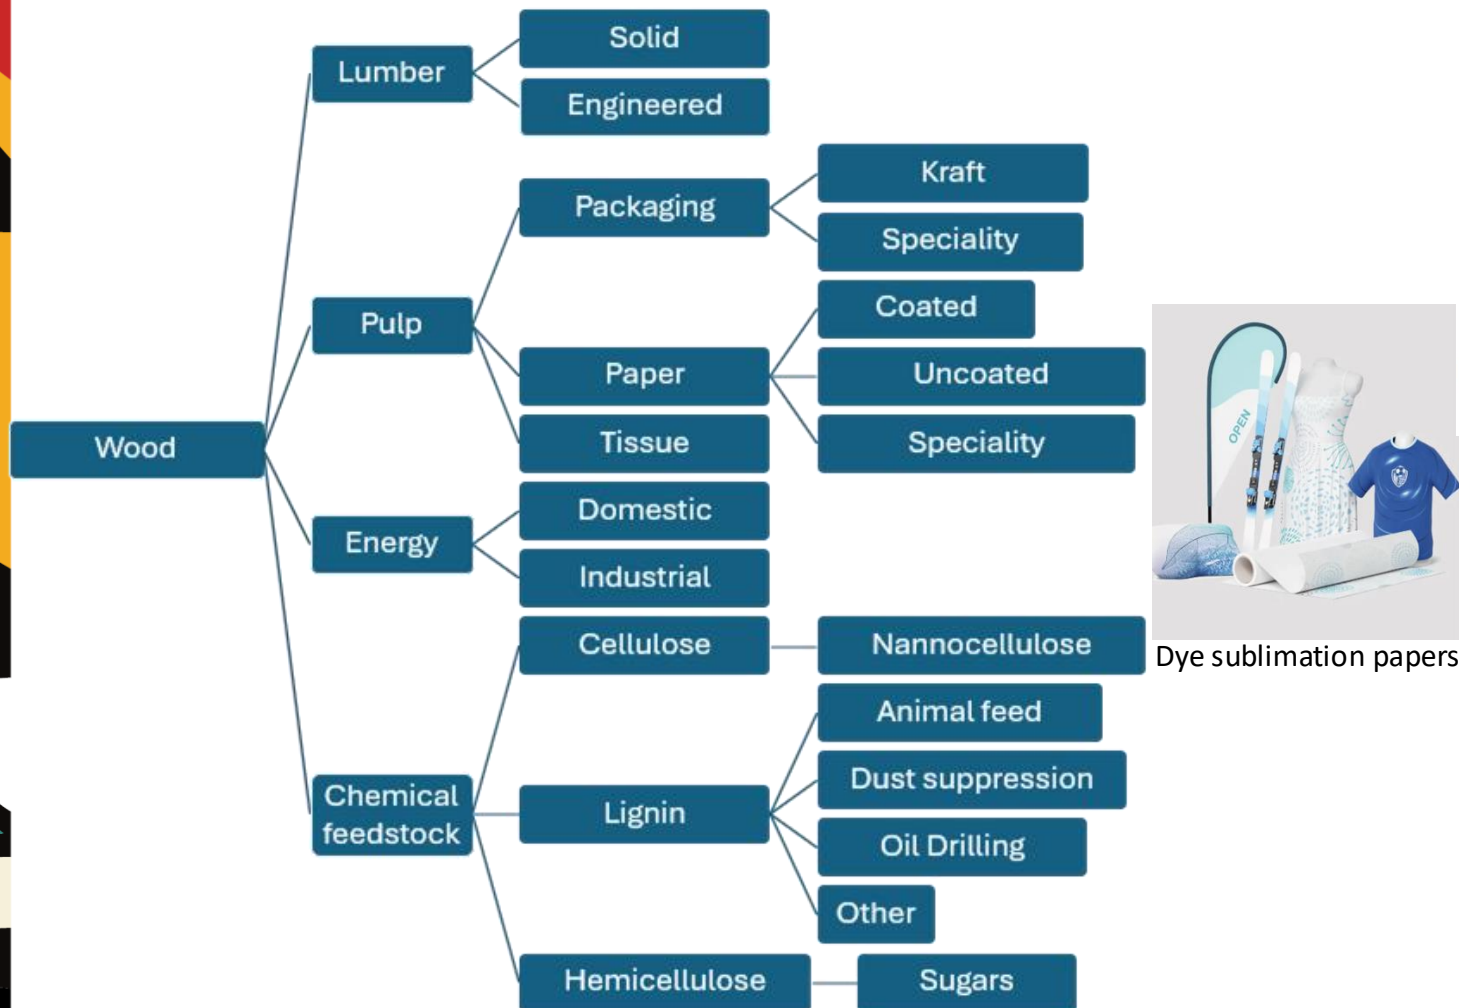 Solid
Lumber
Engineered
Kraft
Packaging
Speciality
Coated
Pulp
Paper
Uncoated
Tissue
Speciality
Wood
OPEN
Domestic
Energy
Industrial
Cellulose
Nannocellulose
Dye sublimation papers
Animal feed
Dust suppression
Chemical
feedstock
Lignin
Oil Drilling
Other
Hemicellulose
Sugars